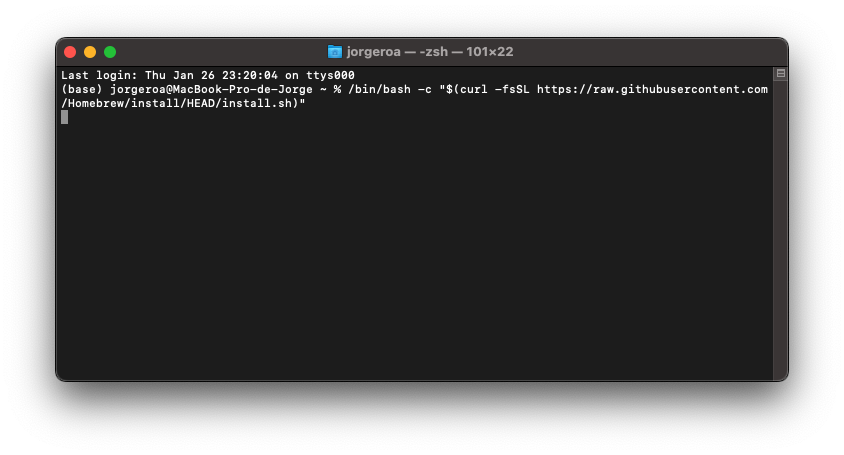 jorgeroa — -zsh — 101×22
Last login: Thu Jan 26 23:20:04 on ttys000
(base) jorgeroa@MacBook-Pro-de-Jorge ~ % /bin/bash -c "$(curl -fsSL https://raw.githubusercontent.com
/Homebrew/install/HEAD/install.sh)"